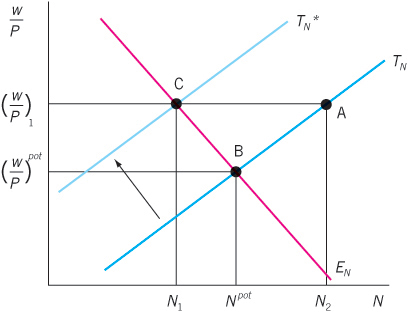 w
P
T_N*
T_N
C
(w/P)_1
A
B
(w/P)^pot
E_N
N_1
N^pot
N_2
N